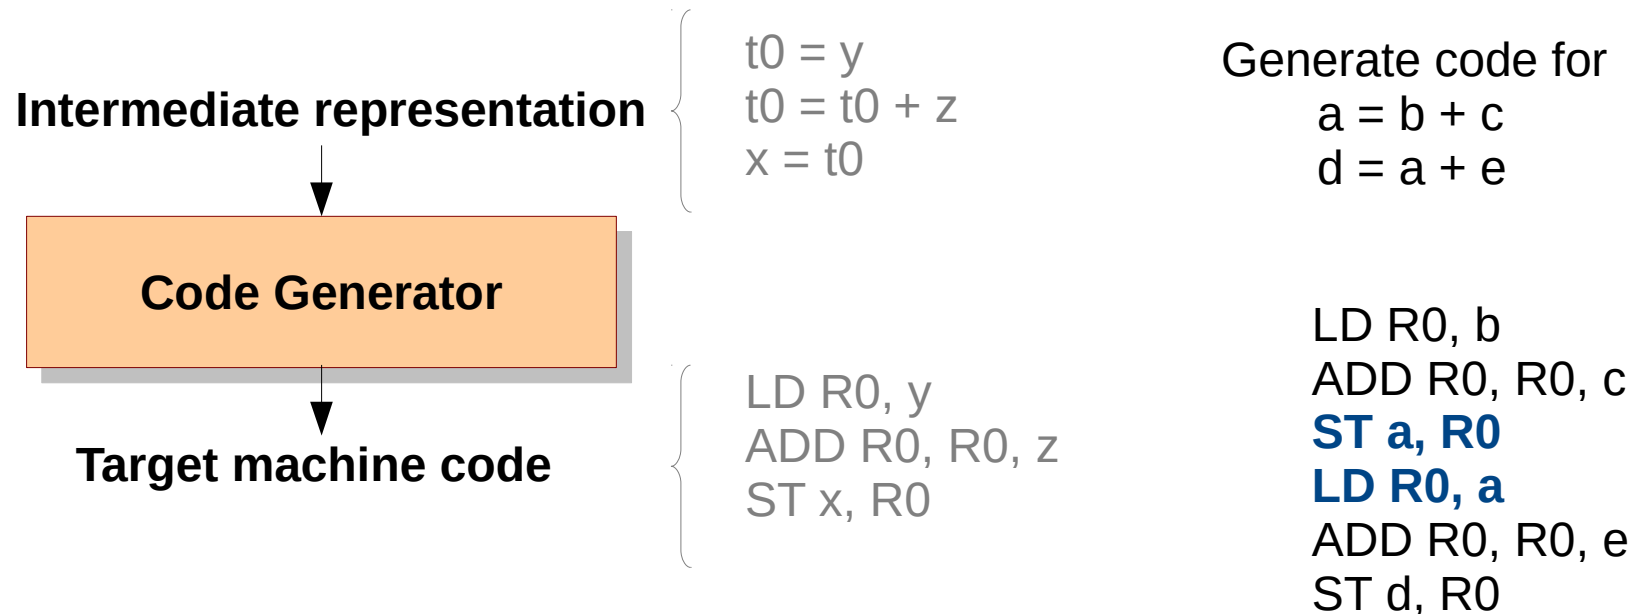 Intermediate representation
Code Generator
Target machine code
t0 = y
t0 = t0 + z
x = t0
LD R0, y
ADD R0, R0, z
ST x, R0
Generate code for
a = b + c
d = a + e
LD R0, b
ADD R0, R0, c
ST a, R0
LD R0, a
ADD R0, R0, e
ST d, R0